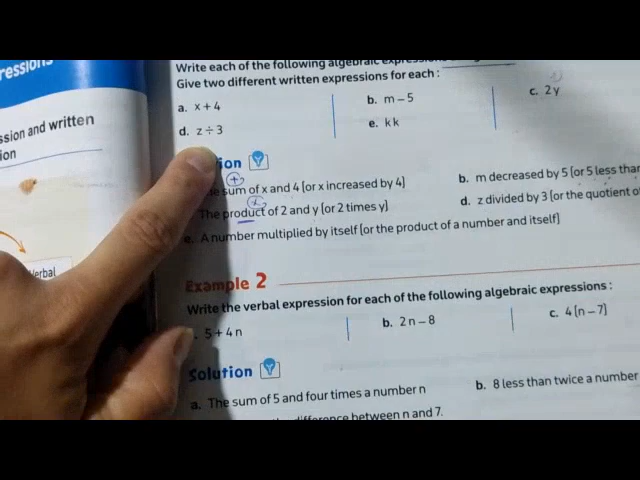 ressions
ssion and written
ion
Verbal
Write each of the following algebraic
Give two different written expressions for each :
a. x + 4
b. m – 5
c. 2 y
d. z ÷ 3
e. k k
ion
sum of x and 4 (or x increased by 4)
b. m decreased by 5 (or 5 less than
The product of 2 and y (or 2 times y)
d. z divided by 3 (or the quotient of
e. A number multiplied by itself (or the product of a number and itself)
Example 2
Write the verbal expression for each of the following algebraic expressions :
5 + 4 n
b. 2 n – 8
c. 4 (n – 7)
Solution
a. The sum of 5 and four times a number n
b. 8 less than twice a number
difference between n and 7.